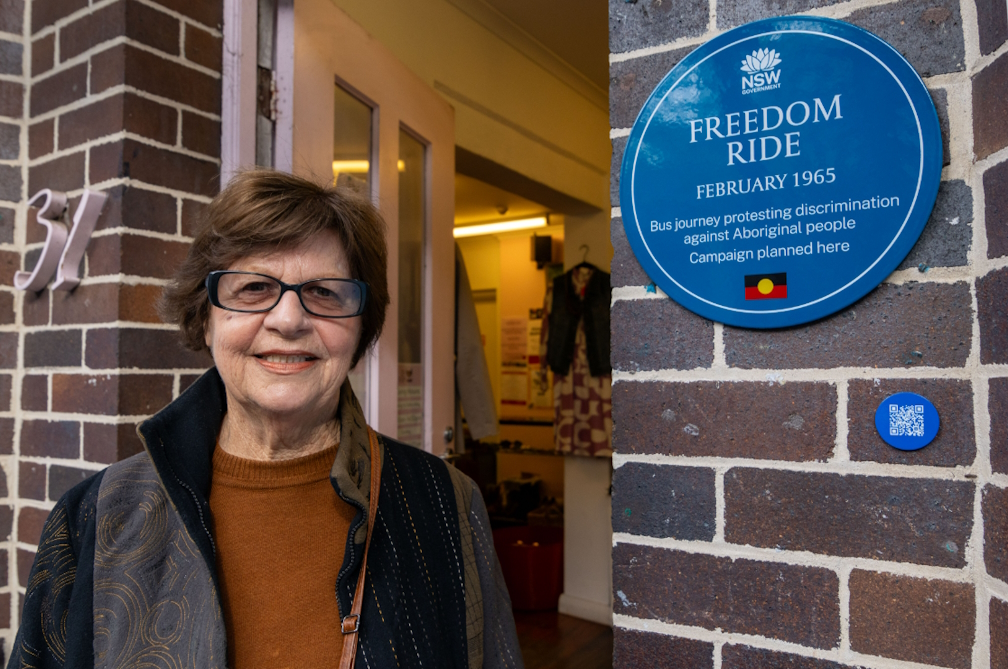 31
NSW
GOVERNMENT
FREEDOM
RIDE
FEBRUARY 1965
Bus journey protesting discrimination
against Aboriginal people
Campaign planned here